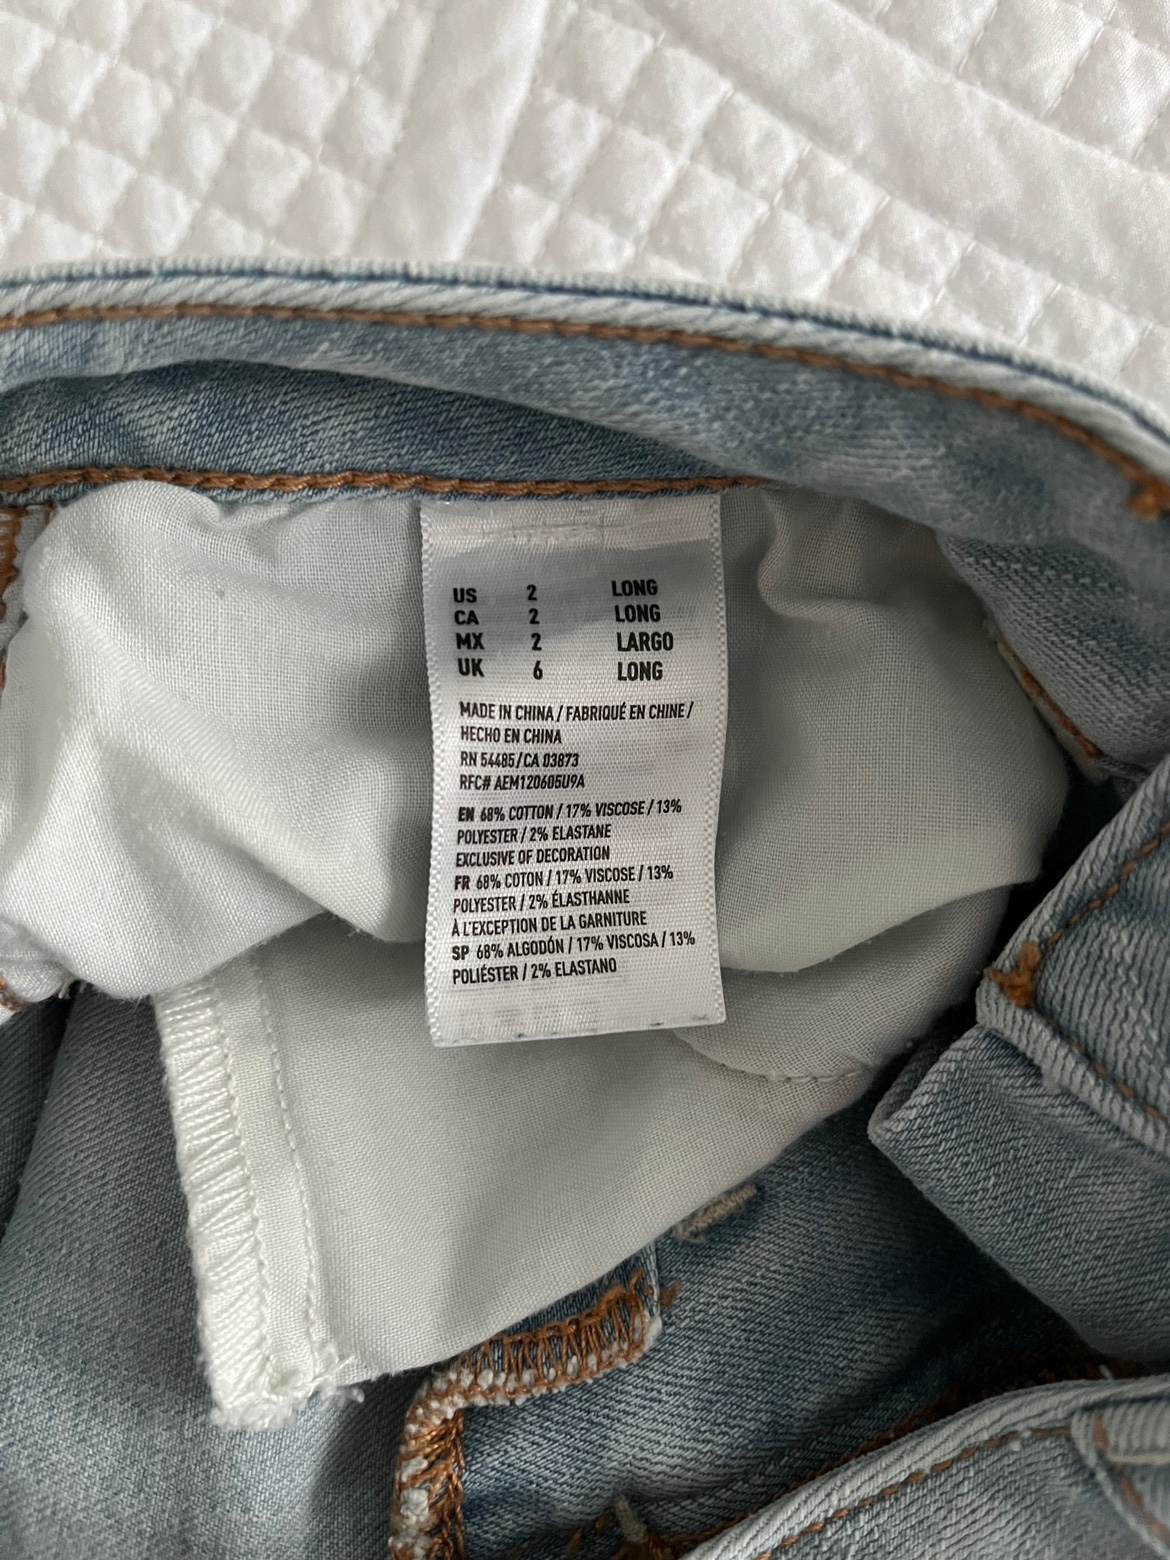 US 2 LONG
CA 2 LONG
MX 2 LARGO
UK 6 LONG
MADE IN CHINA / FABRIQUÉ EN CHINE /
HECHO EN CHINA
RN 54485/CA 03873
RFC# AEM120605U9A
EN 68% COTTON / 17% VISCOSE / 13%
POLYESTER / 2% ELASTANE
EXCLUSIVE OF DECORATION
FR 68% COTON / 17% VISCOSE / 13%
POLYESTER / 2% ÉLASTHANNE
À L'EXCEPTION DE LA GARNITURE
SP 68% ALGODÓN / 17% VISCOSA / 13%
POLIÉSTER / 2% ELASTANO